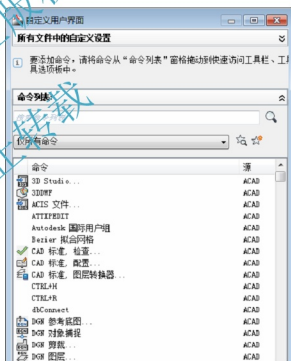 自定义用户界面
所有文件中的自定义设置
要添加命令，请将命令从“命令列表”窗格拖动到快速访问工具栏、工
具选项板中。
命令列表:
仅所有命令
命令 源
3D Studio... ACAD
3DDWF ACAD
ACIS 文件... ACAD
ATTIPEDIT ACAD
Autodesk 国际用户组 ACAD
Bezier 拟合网格 ACAD
CAD 标准, 检查... ACAD
CAD 标准, 配置... ACAD
CAD 标准, 图层转换器... ACAD
CTRL+H ACAD
CTRL+R ACAD
dbConnect ACAD
DGN 参考底图... ACAD
DGN 对象捕捉 ACAD
DGN 剪裁... ACAD
DGN 图层... ACAD